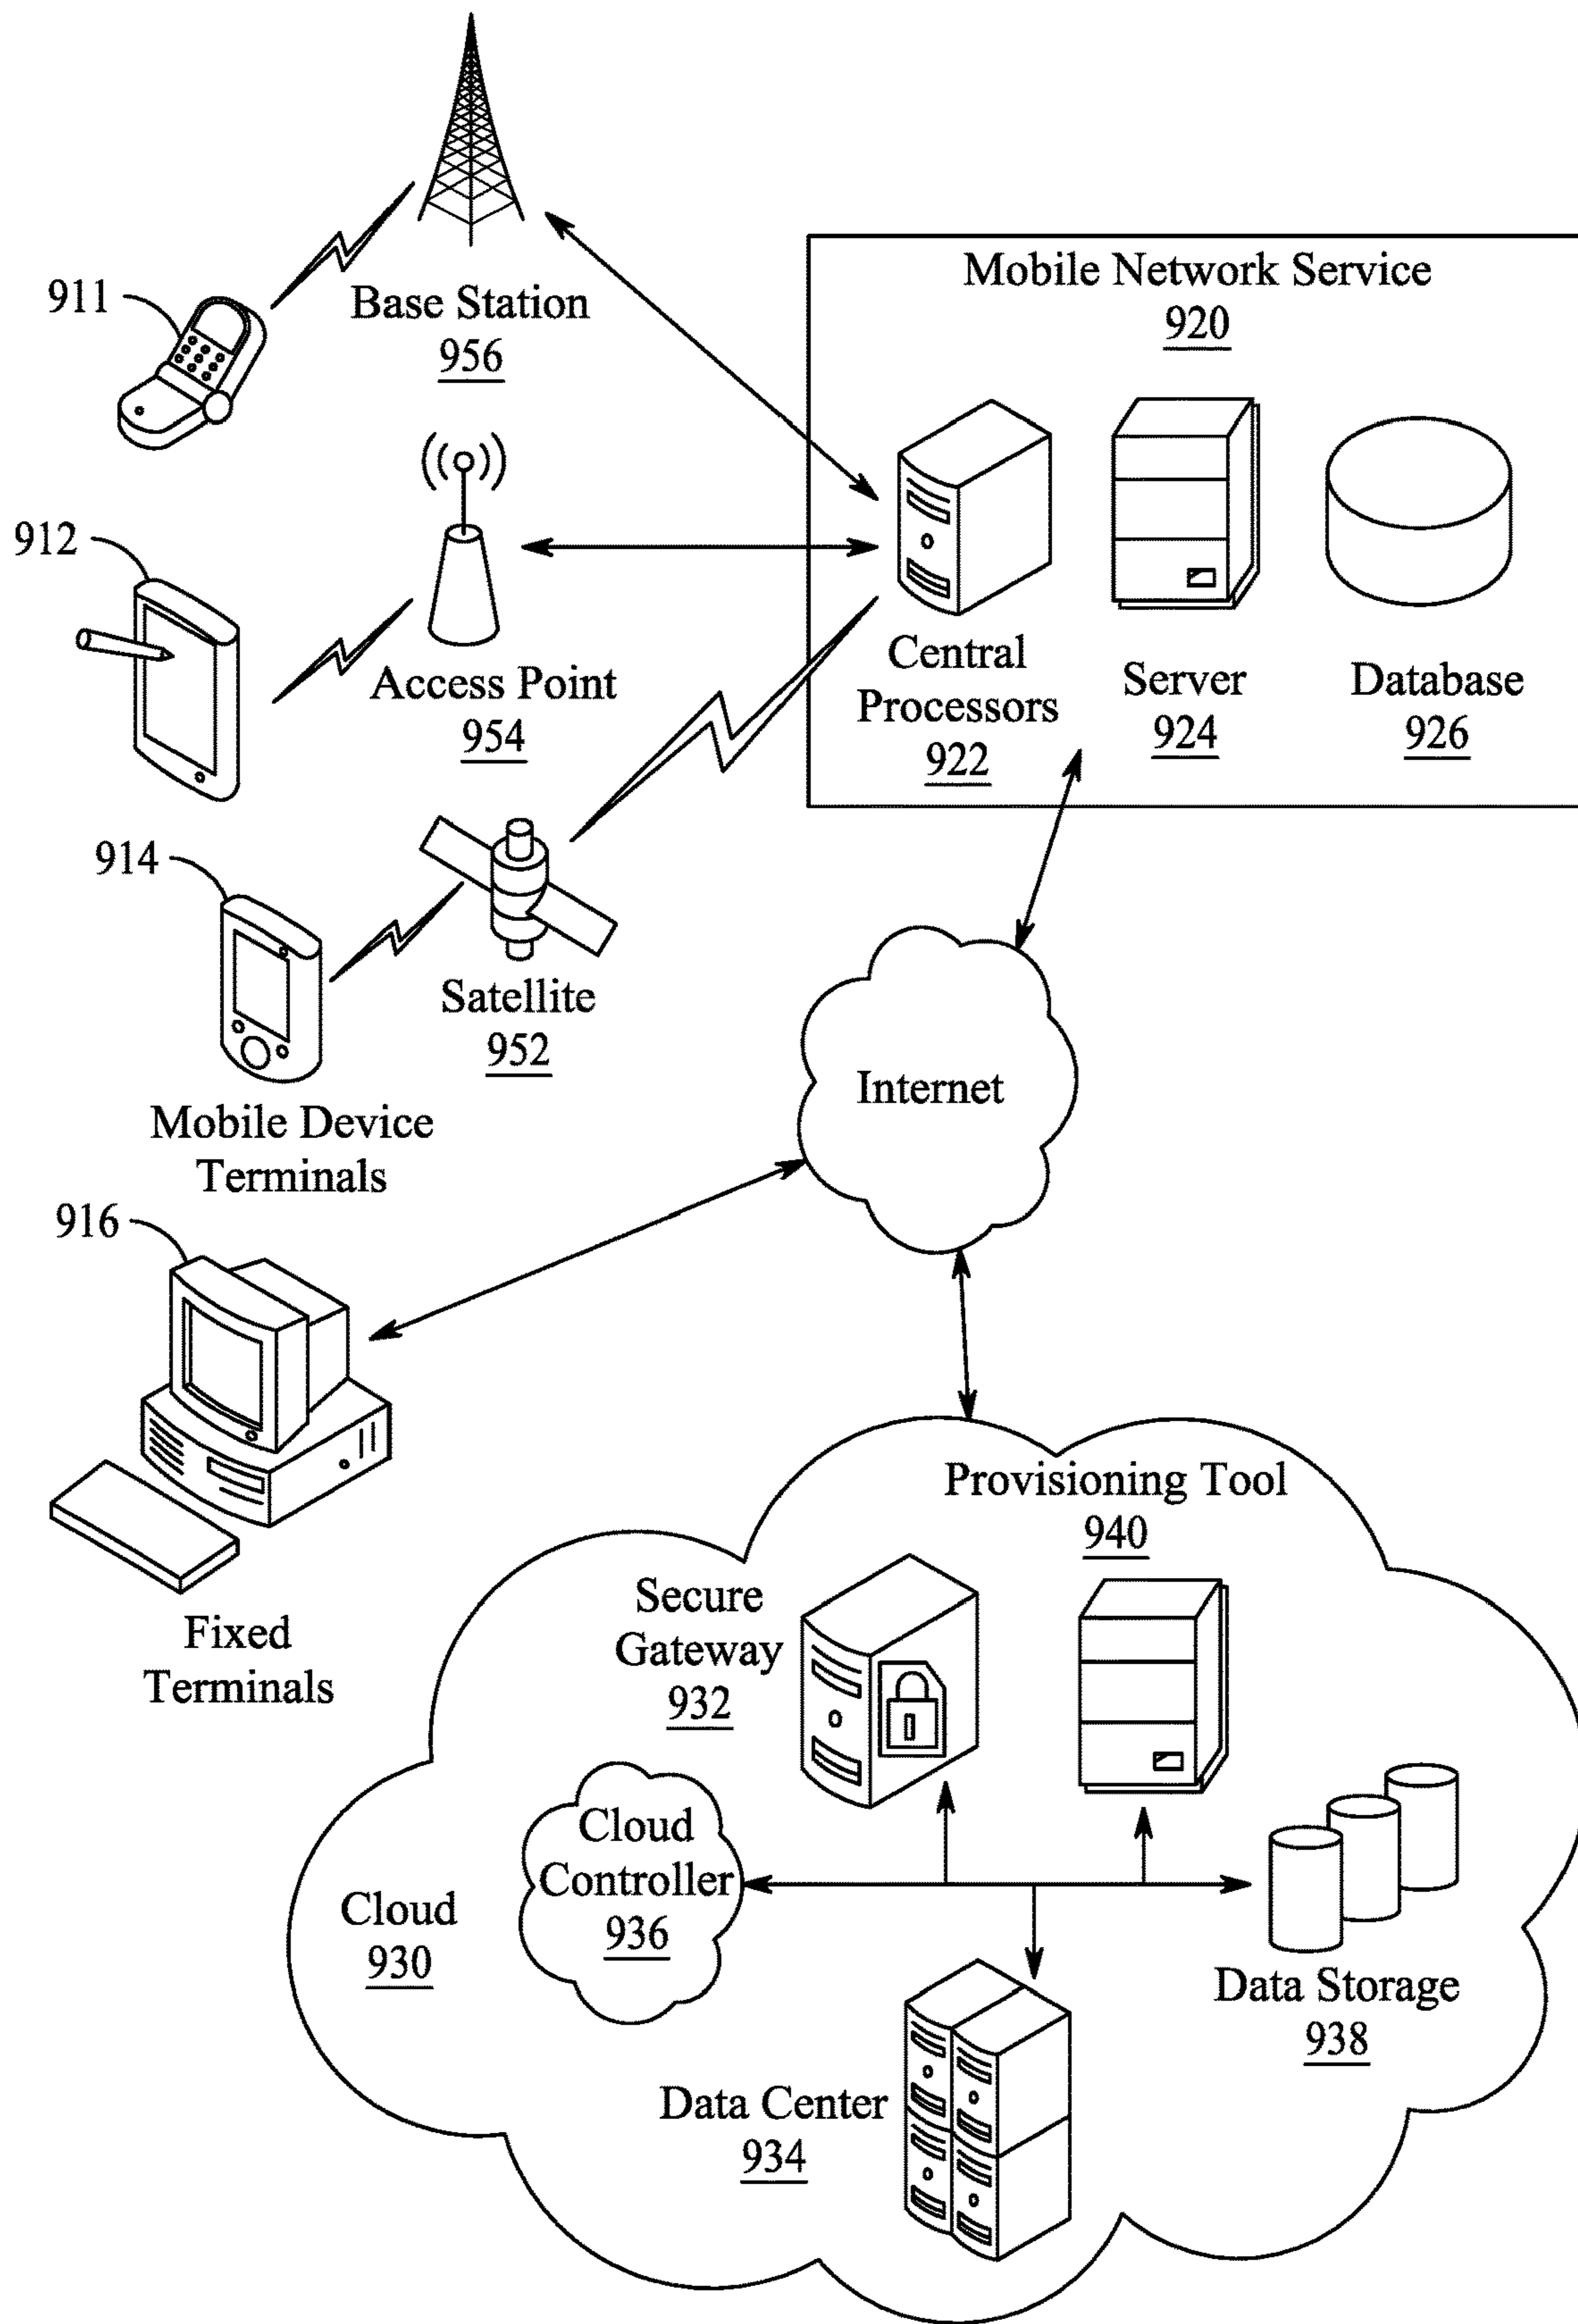 911
Base Station
956
Mobile Network Service
920
912
Access Point
954
Central
Processors
922
Server
924
Database
926
914
Satellite
952
Mobile Device
Terminals
Internet
916
Fixed
Terminals
Provisioning Tool
940
Secure
Gateway
932
Cloud
Controller
936
Cloud
930
Data Storage
938
Data Center
934